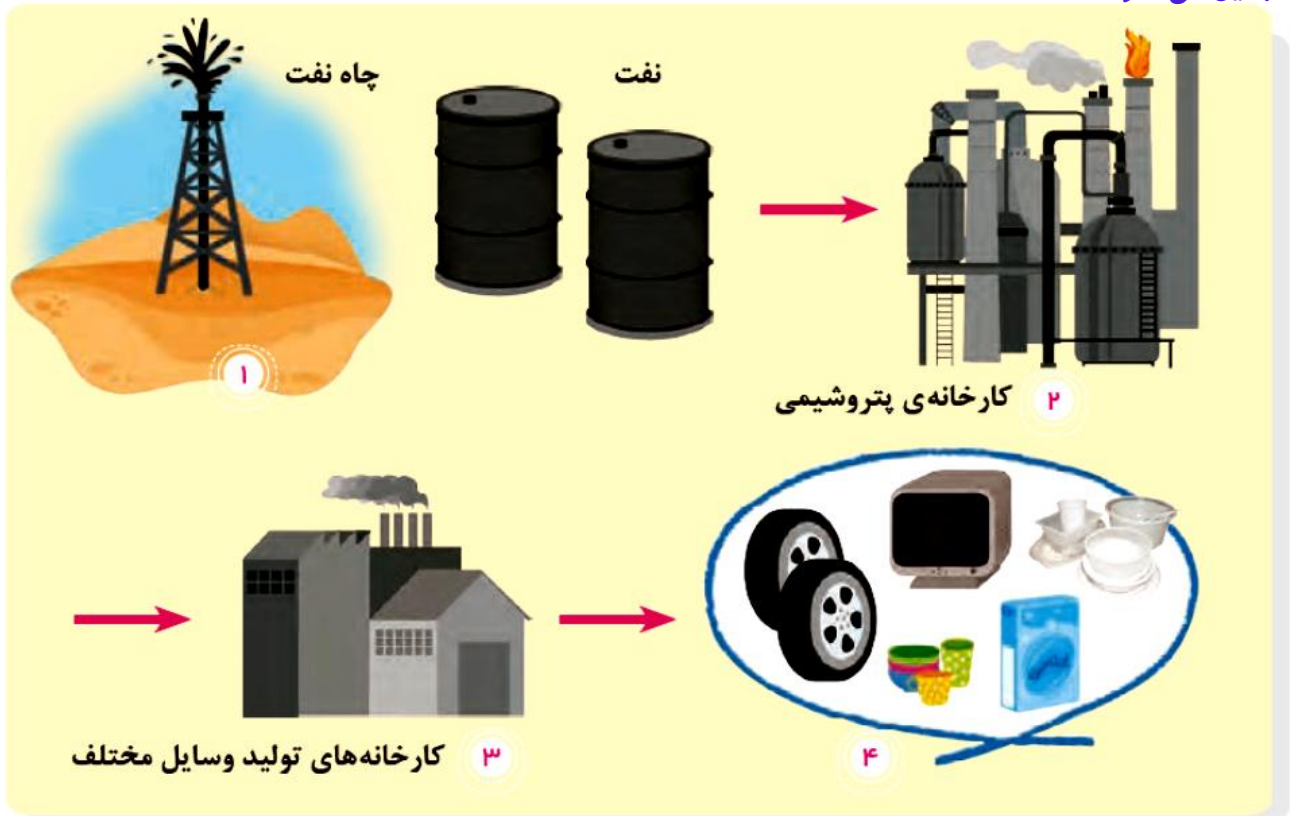 چاه نفت
نفت
۱
۲ کارخانه‌ی پتروشیمی
۳ کارخانه‌های تولید وسایل مختلف
۴